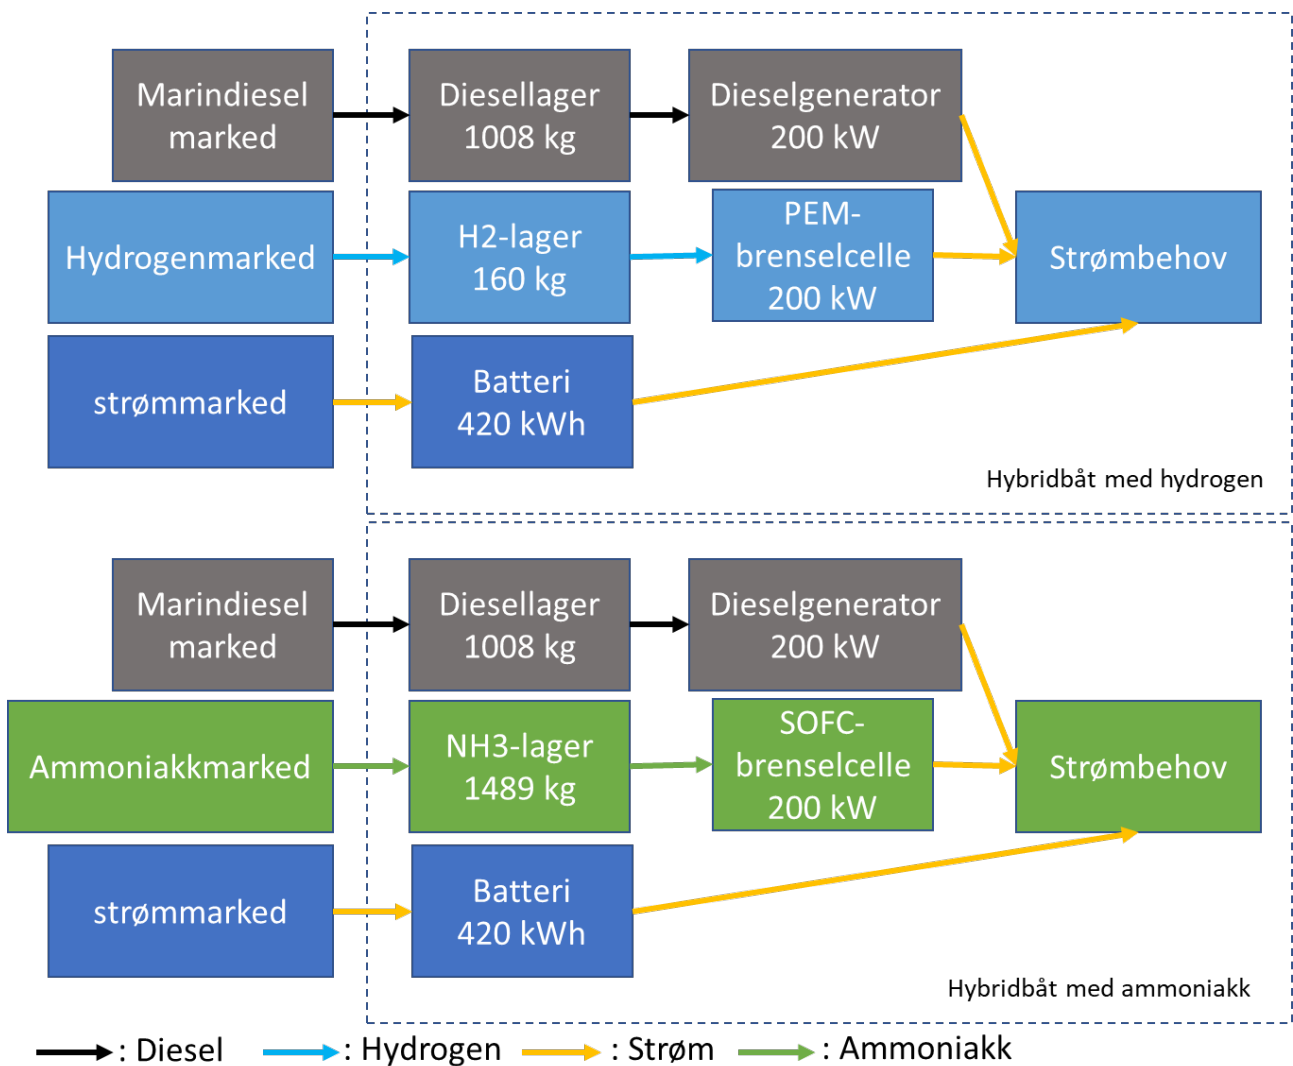 Marindiesel
marked
Diesellager
1008 kg
Dieselgenerator
200 kW
Hydrogenmarked
H2-lager
160 kg
PEM-
brenselcelle
200 kW
Strømbehov
strømmarked
Batteri
420 kWh
Hybridbåt med hydrogen
Marindiesel
marked
Diesellager
1008 kg
Dieselgenerator
200 kW
Ammoniakkmarked
NH3-lager
1489 kg
SOFC-
brenselcelle
200 kW
Strømbehov
strømmarked
Batteri
420 kWh
Hybridbåt med ammoniakk
: Diesel : Hydrogen : Strøm : Ammoniakk